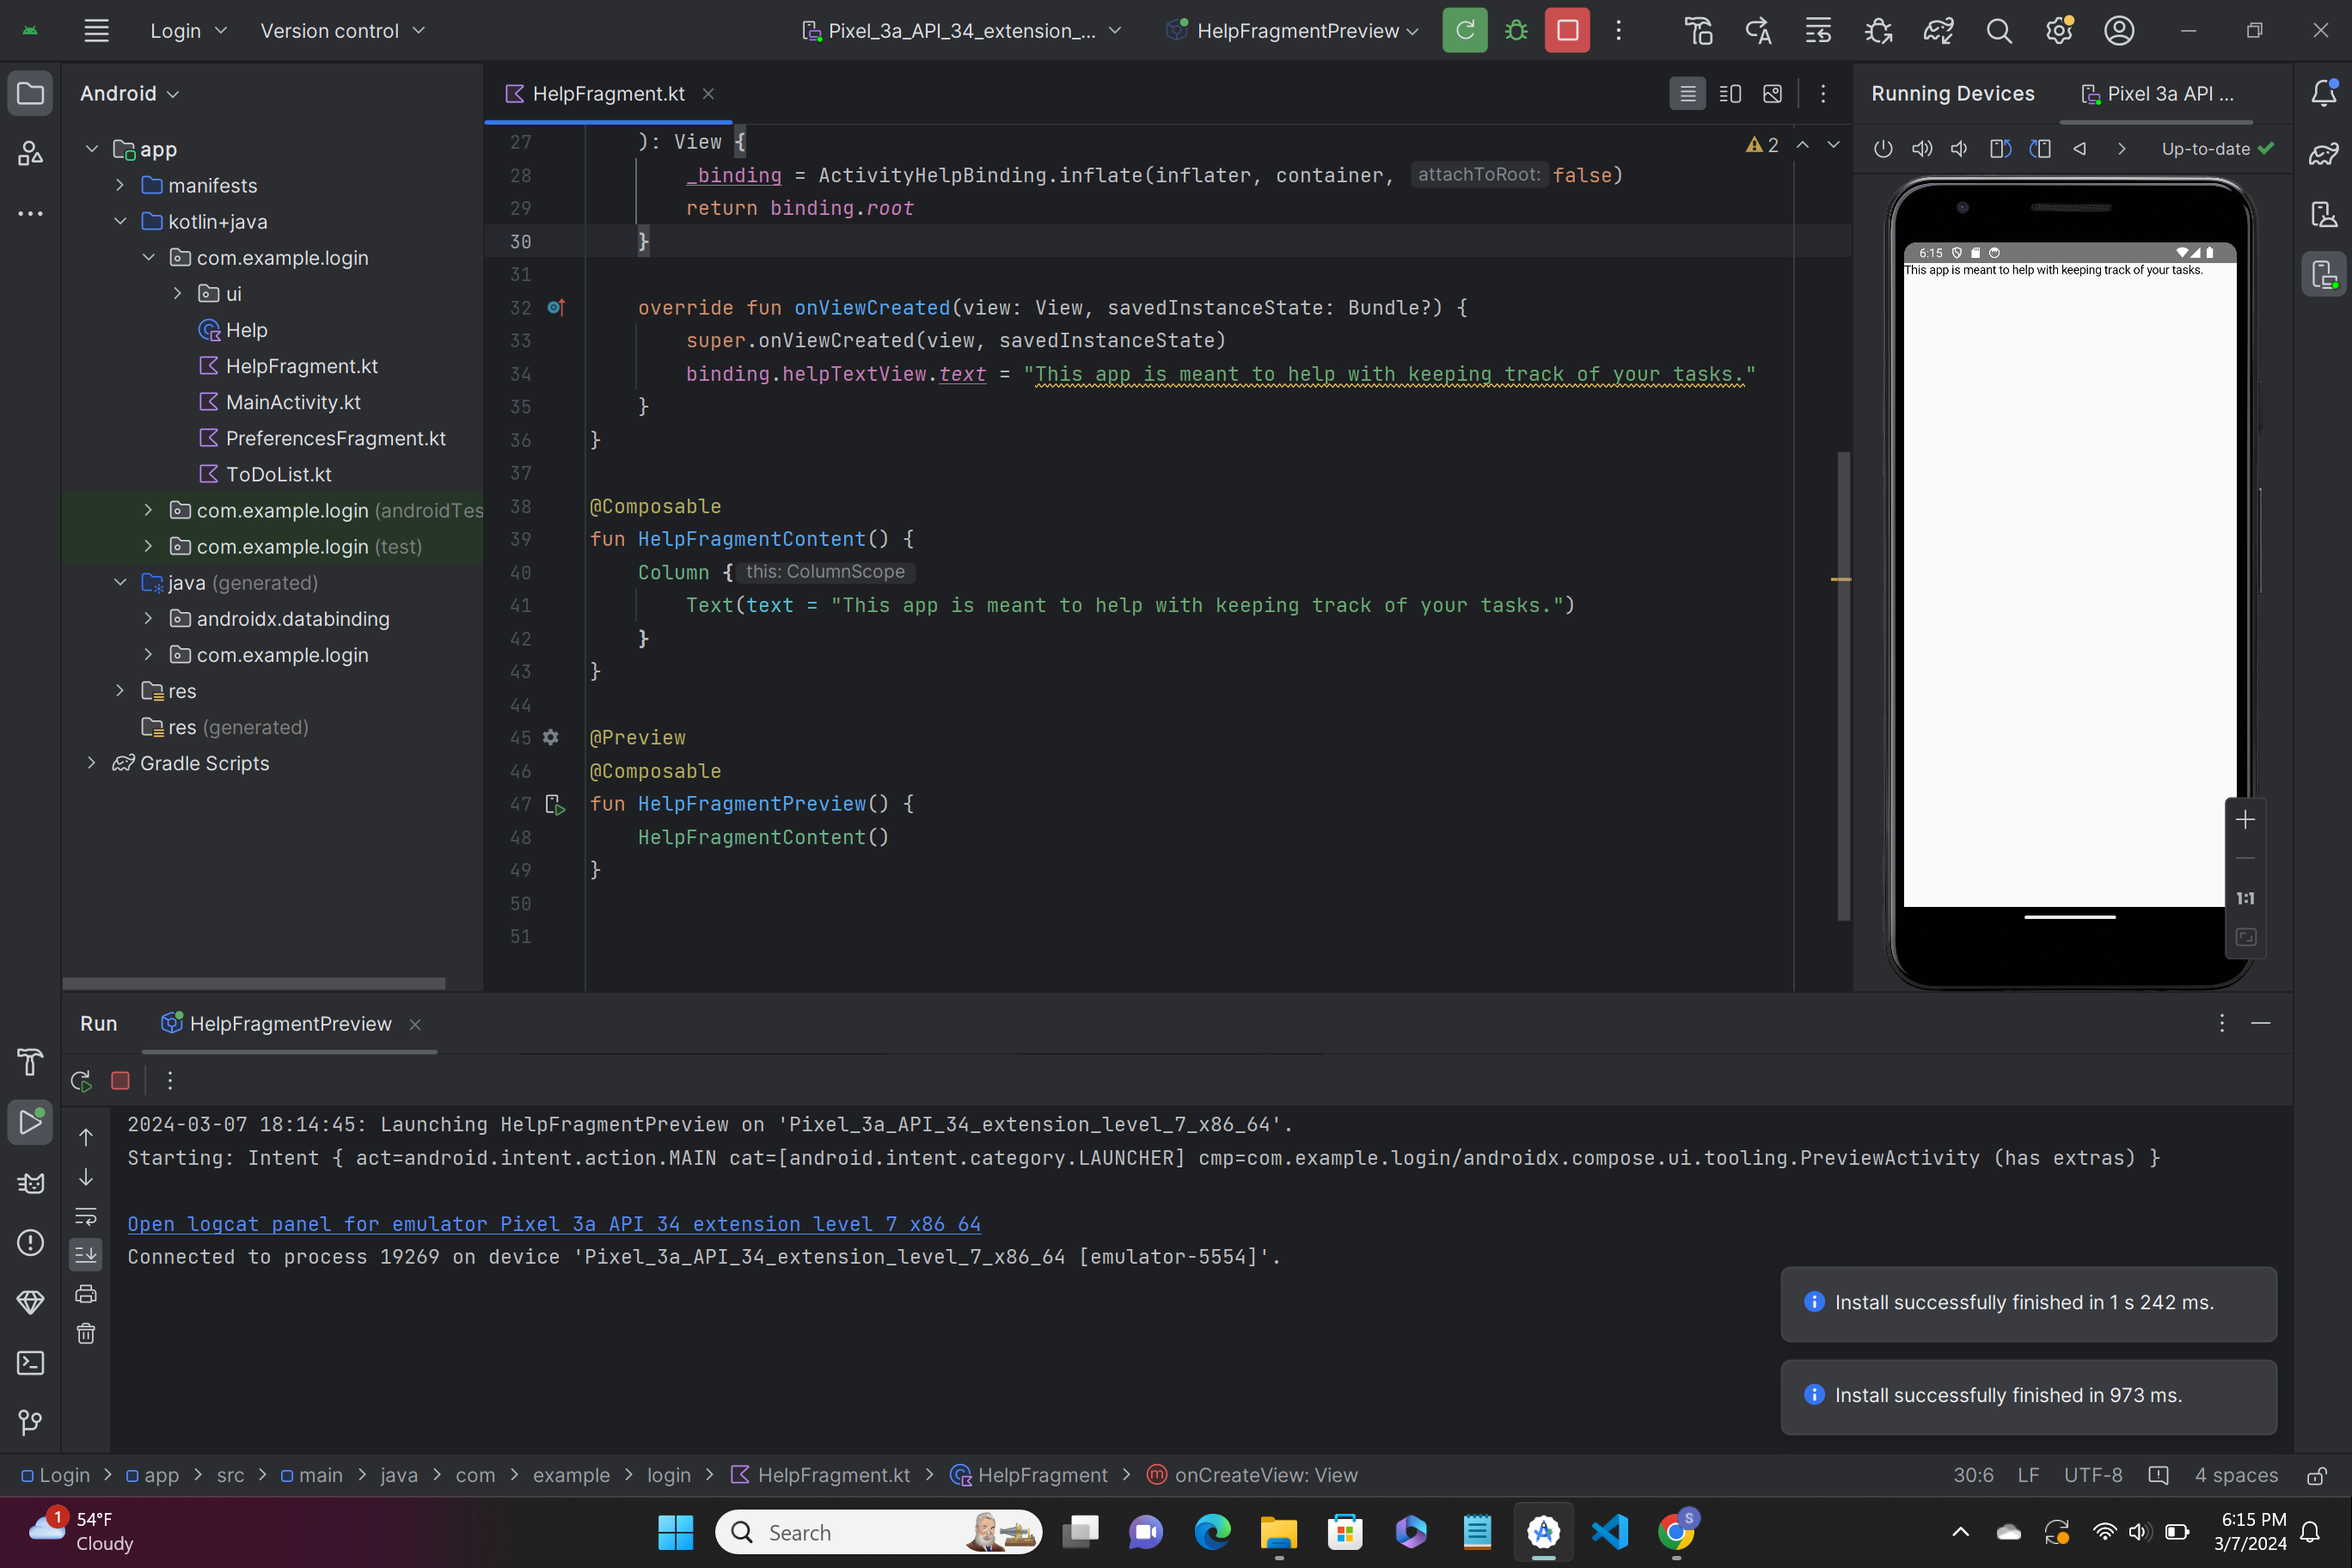 Login
Version control
Pixel_3a_API_34_extension_...
HelpFragmentPreview
Android
HelpFragment.kt
Running Devices
Pixel 3a API ...
Up-to-date
app
manifests
kotlin+java
com.example.login
ui
Help
HelpFragment.kt
MainActivity.kt
PreferencesFragment.kt
ToDoList.kt
com.example.login (androidTes
com.example.login (test)
java (generated)
androidx.databinding
com.example.login
res
res (generated)
Gradle Scripts
2
27 ): View {
28 _binding = ActivityHelpBinding.inflate(inflater, container, attachToRoot: false)
29 return binding.root
30 }
31
32 override fun onViewCreated(view: View, savedInstanceState: Bundle?) {
33 super.onViewCreated(view, savedInstanceState)
34 binding.helpTextView.text = "This app is meant to help with keeping track of your tasks."
35 }
36 }
37
38 @Composable
39 fun HelpFragmentContent() {
40 Column { this: ColumnScope
41 Text(text = "This app is meant to help with keeping track of your tasks.")
42 }
43 }
44
45 @Preview
46 @Composable
47 fun HelpFragmentPreview() {
48 HelpFragmentContent()
49 }
50
51
6:15
This app is meant to help with keeping track of your tasks.
1:1
Run
HelpFragmentPreview
2024-03-07 18:14:45: Launching HelpFragmentPreview on 'Pixel_3a_API_34_extension_level_7_x86_64'.
Starting: Intent { act=android.intent.action.MAIN cat=[android.intent.category.LAUNCHER] cmp=com.example.login/androidx.compose.ui.tooling.PreviewActivity (has extras) }
Open logcat panel for emulator Pixel 3a API 34 extension level 7 x86 64
Connected to process 19269 on device 'Pixel_3a_API_34_extension_level_7_x86_64 [emulator-5554]'.
Install successfully finished in 1 s 242 ms.
Install successfully finished in 973 ms.
Login > app > src > main > java > com > example > login > HelpFragment.kt > HelpFragment > onCreateView: View
30:6 LF UTF-8 4 spaces
1
54°F
Cloudy
Search
S
6:15 PM
3/7/2024